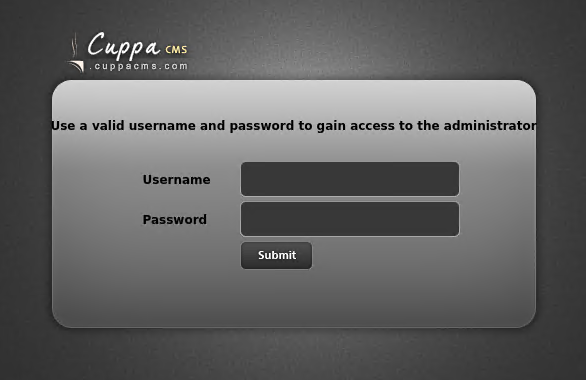 Cuppa CMS
.cuppacms.com
Use a valid username and password to gain access to the administrator
Username
Password
Submit